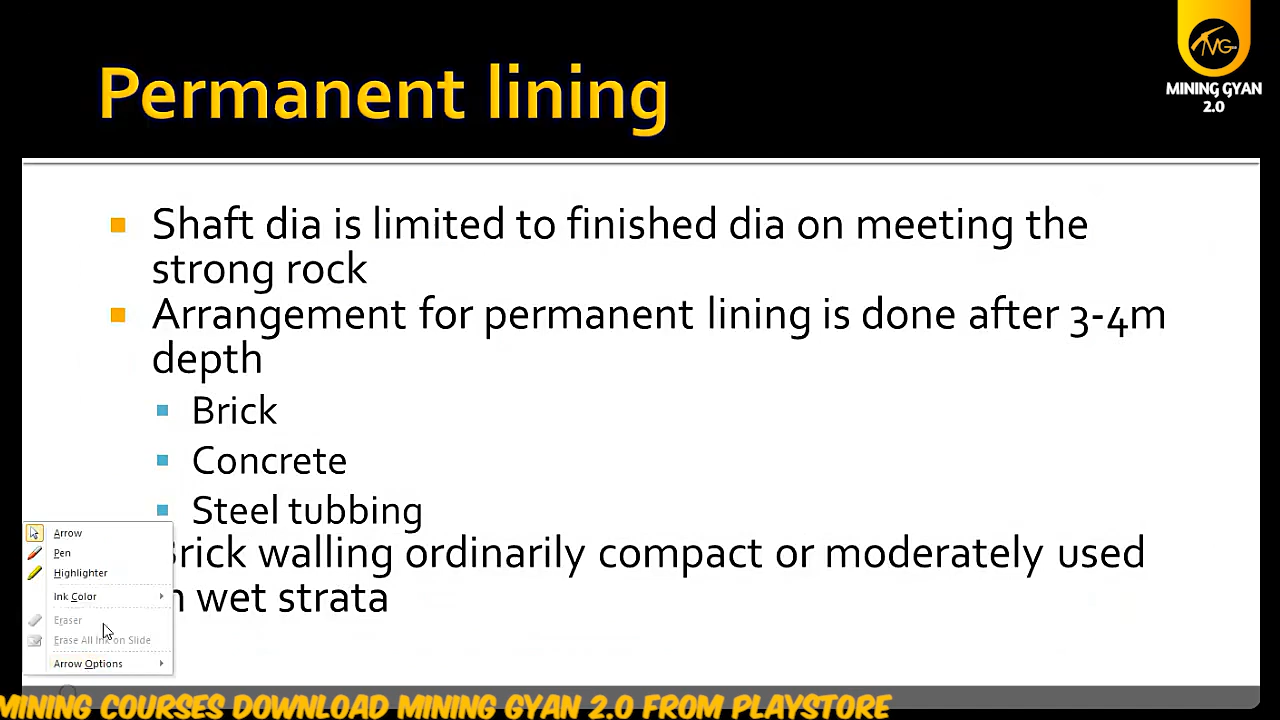 Permanent lining
MINING GYAN
2.0
Shaft dia is limited to finished dia on meeting the
strong rock
Arrangement for permanent lining is done after 3-4m
depth
Brick
Concrete
Steel tubbing
Brick walling ordinarily compact or moderately used
wet strata
Arrow
Pen
Highlighter
Ink Color
Eraser
Erase All Ink on Slide
Arrow Options
MINING COURSES DOWNLOAD MINING GYAN 2.0 FROM PLAYSTORE